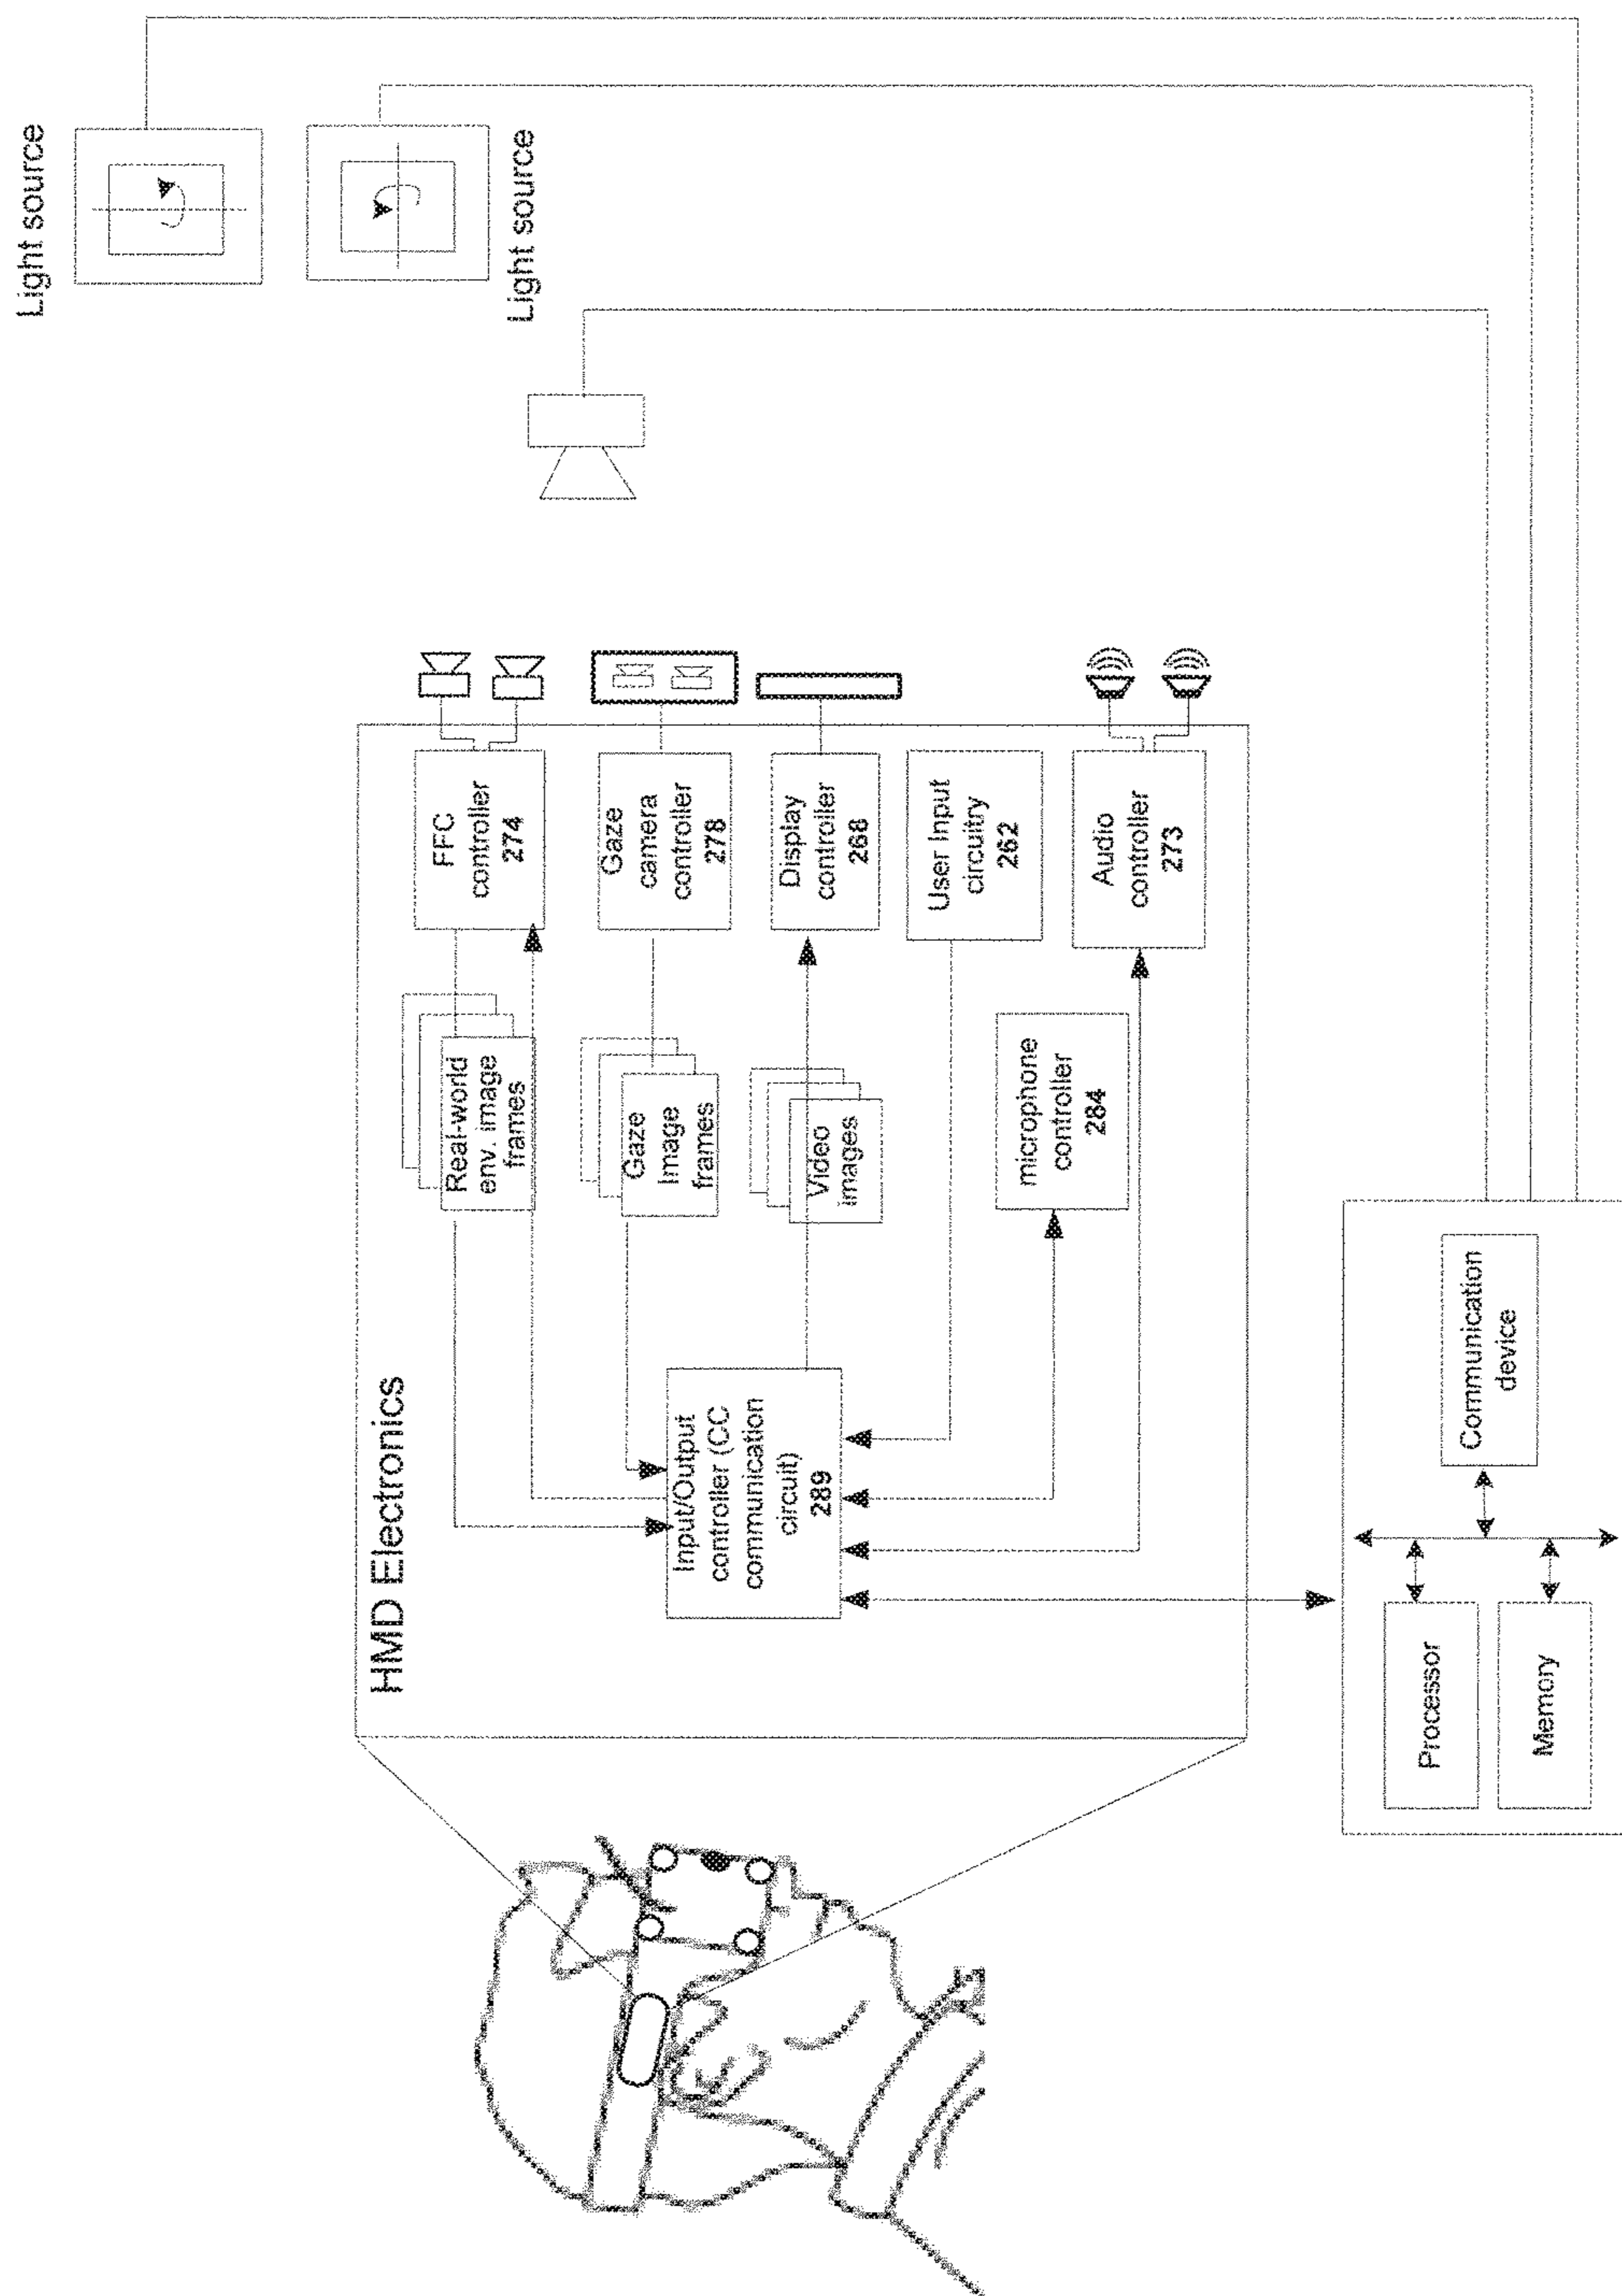 Light source
Light source
HMD Electronics
FFC
controller
274
Real-world
env. image
frames
Gaze
camera
controller
278
Gaze
Image
frames
Display
controller
268
Video
images
User Input
circuitry
262
Audio
controller
273
microphone
controller
284
Input/Output
controller (CC
communication
circuit)
289
Processor
Memory
Communication
device